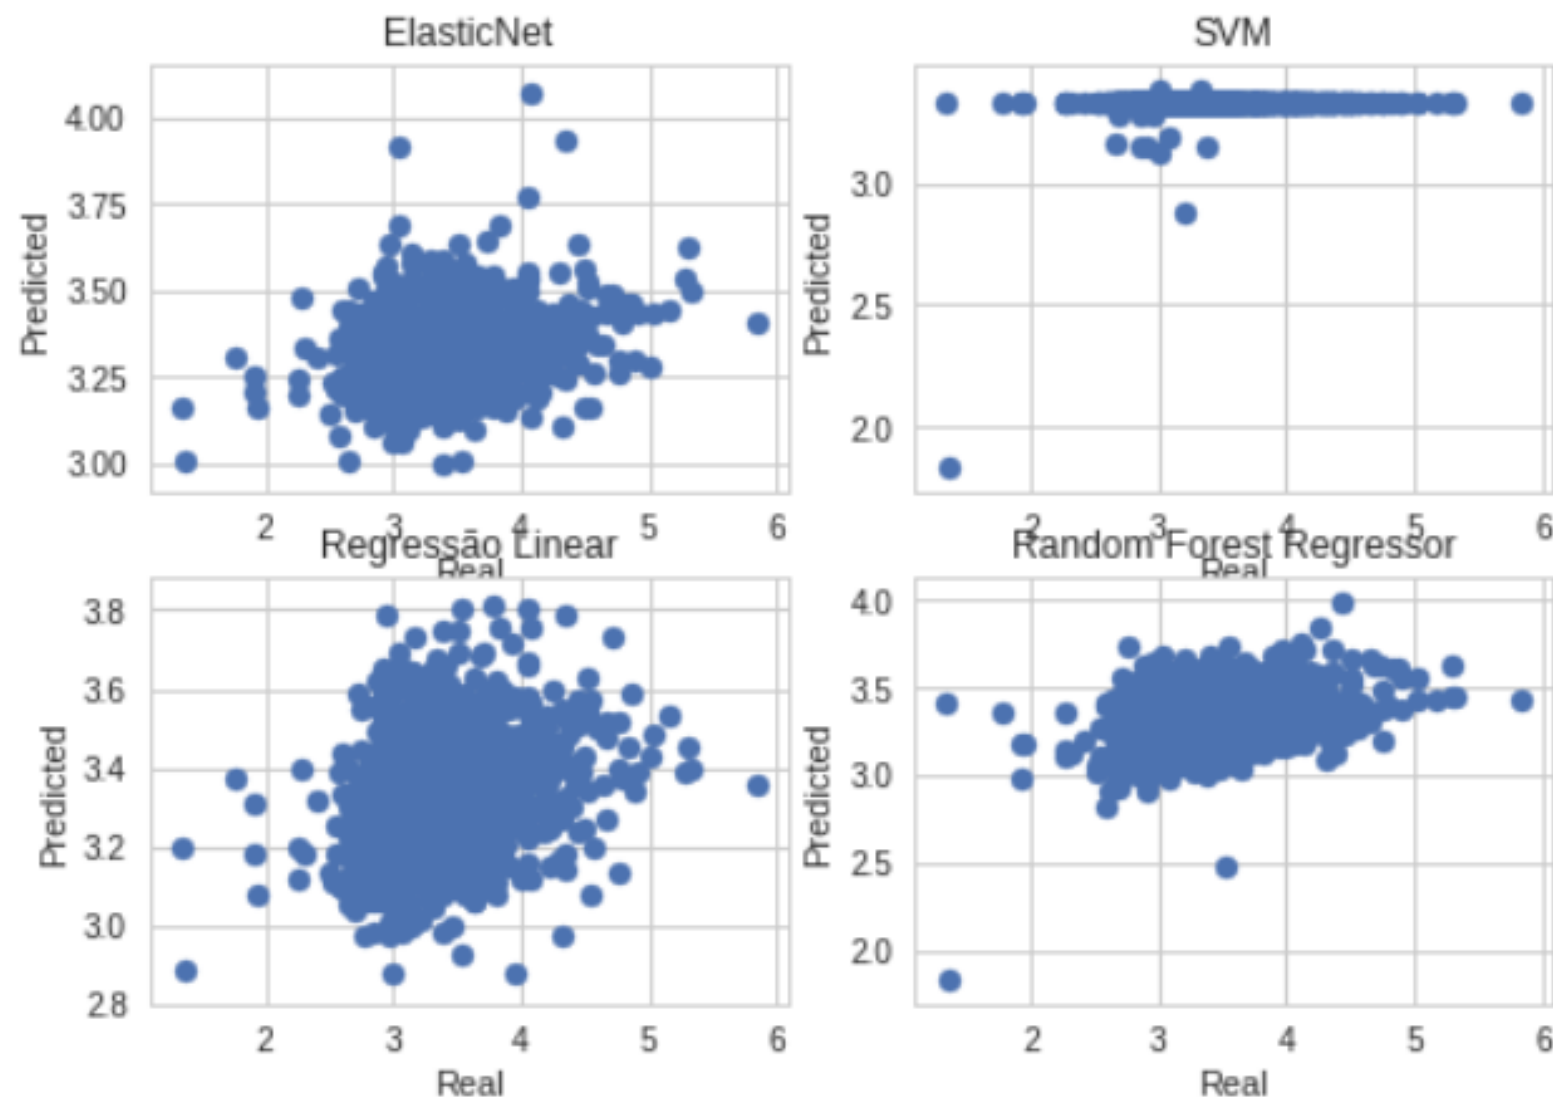 ElasticNet
4.00
3.75
3.50
3.25
3.00
Predicted
2 3 4 5 6
Real
SVM
3.0
2.5
2.0
Predicted
2 3 4 5 6
Real
Regressão Linear
3.8
3.6
3.4
3.2
3.0
2.8
Predicted
2 3 4 5 6
Real
Random Forest Regressor
4.0
3.5
3.0
2.5
2.0
Predicted
2 3 4 5 6
Real